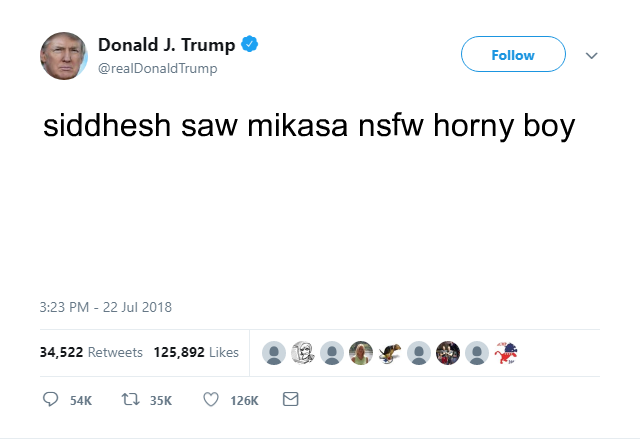 Donald J. Trump
@realDonaldTrump
Follow
siddhesh saw mikasa nsfw horny boy
3:23 PM - 22 Jul 2018
34,522 Retweets 125,892 Likes
54K 35K 126K